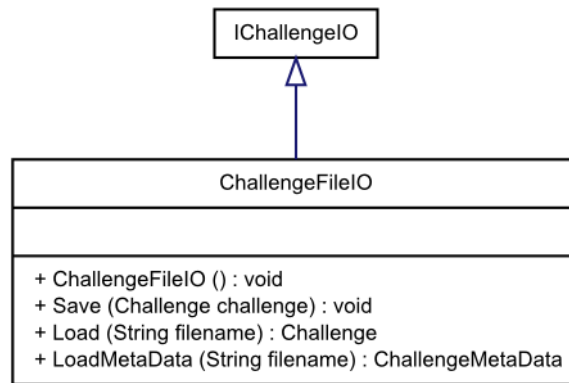 IChallengeIO
ChallengeFileIO
+ ChallengeFileIO () : void
+ Save (Challenge challenge) : void
+ Load (String filename) : Challenge
+ LoadMetaData (String filename) : ChallengeMetaData